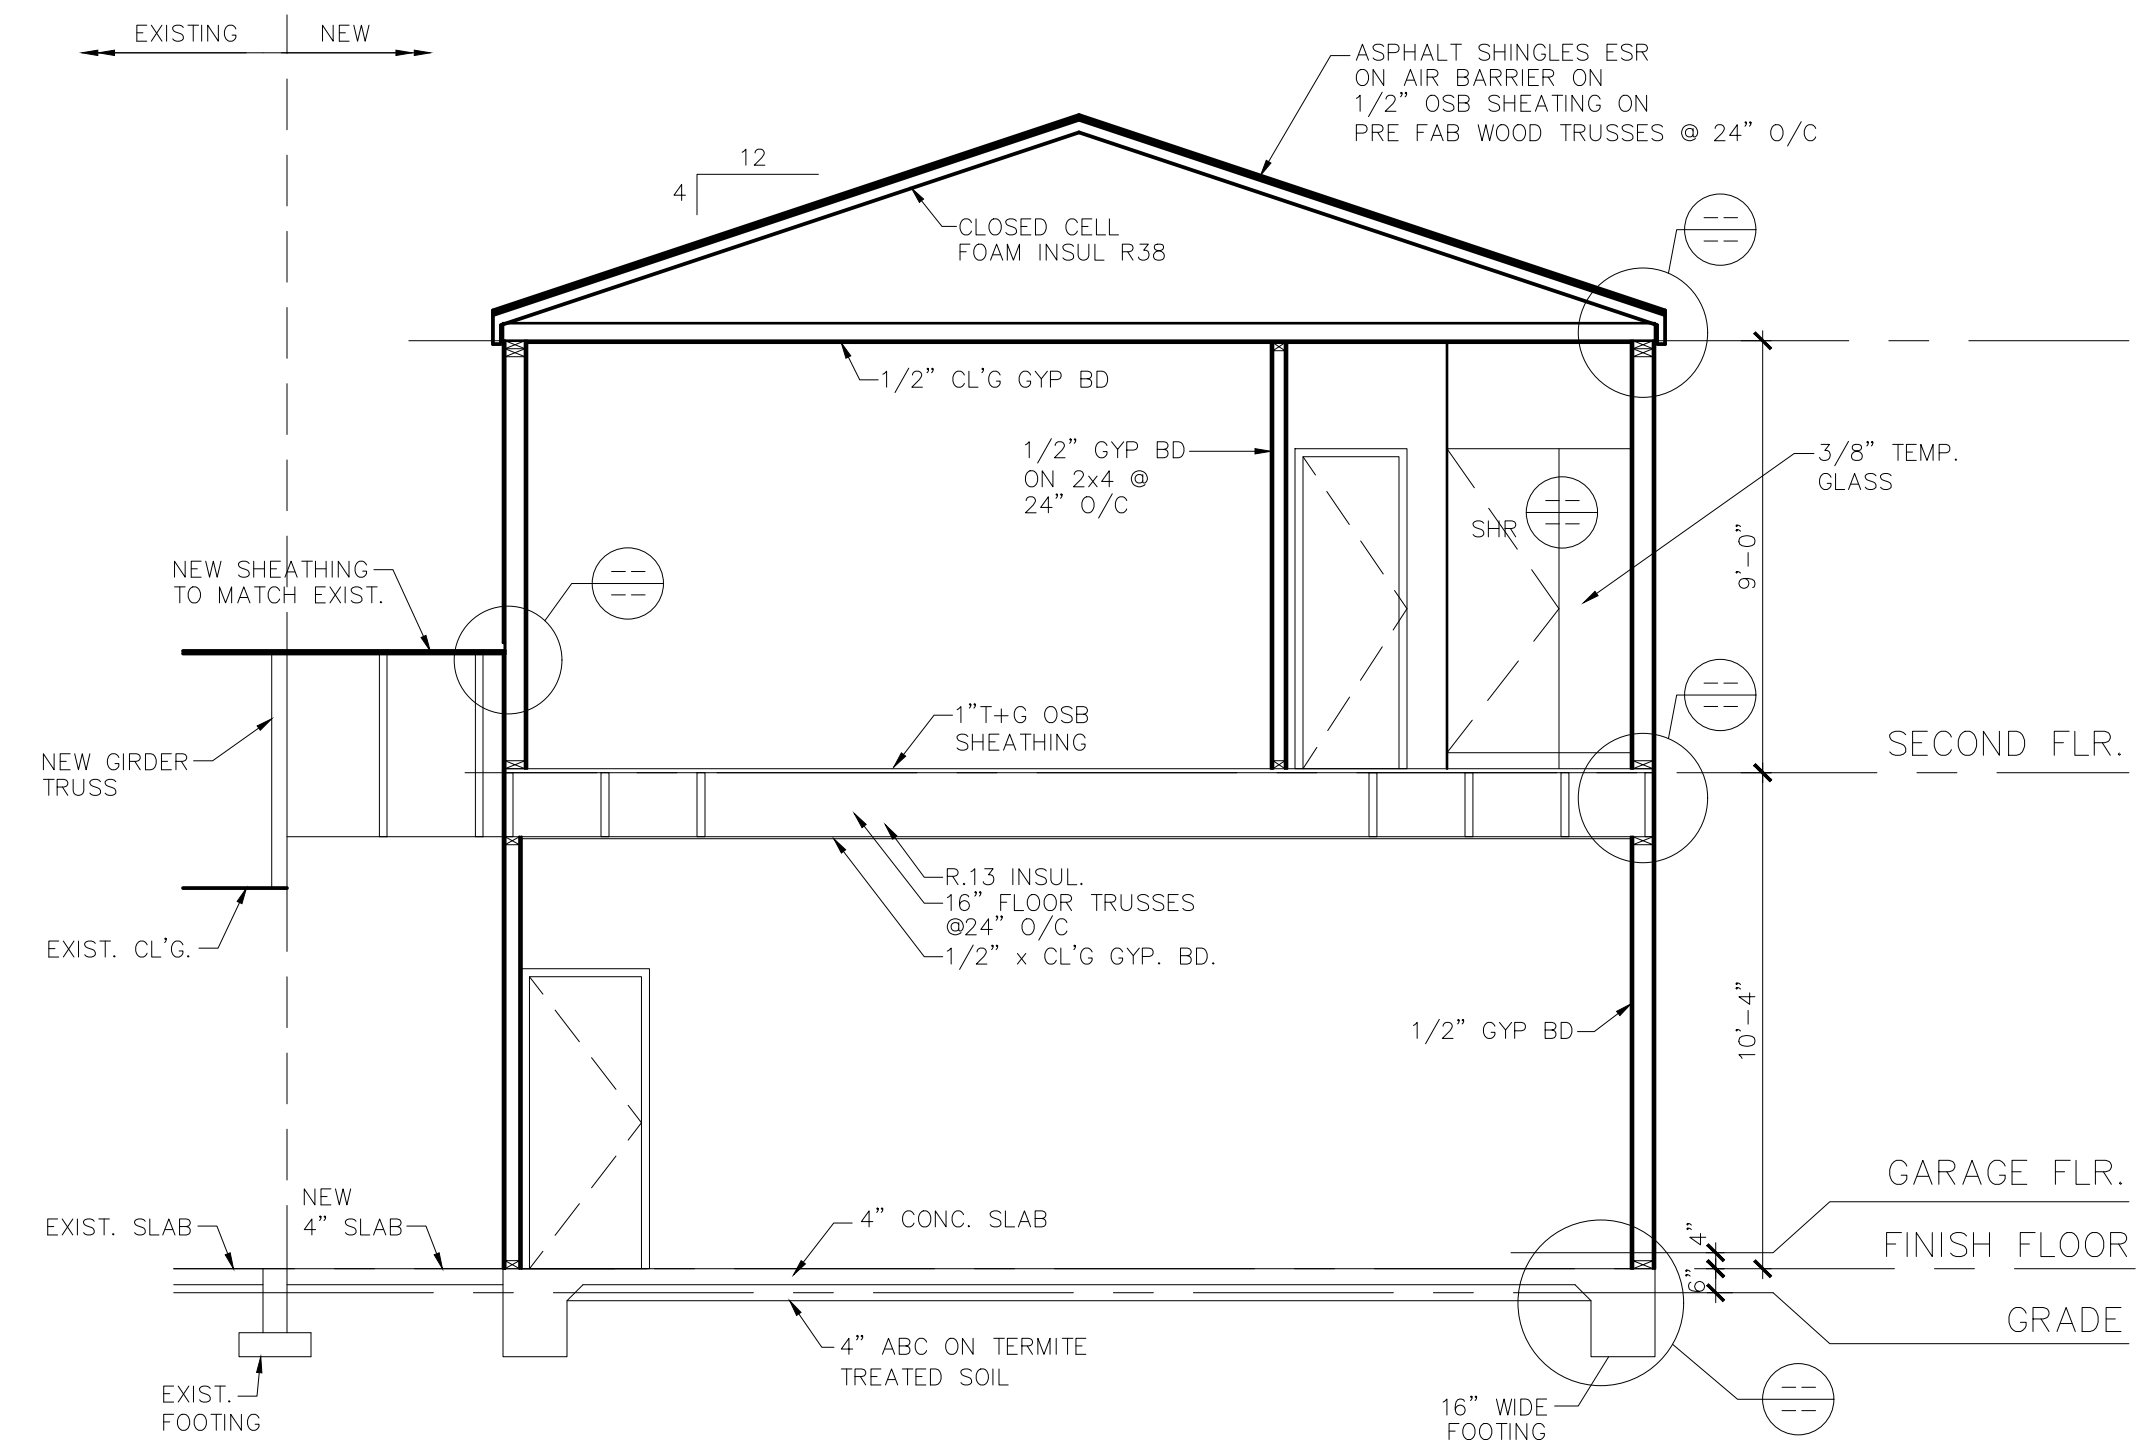 EXISTING
NEW
ASPHALT SHINGLES ESR
ON AIR BARRIER ON
1/2" OSB SHEATING ON
PRE FAB WOOD TRUSSES @ 24" O/C
12
4
CLOSED CELL
FOAM INSUL R38
1/2" CL'G GYP BD
1/2" GYP BD
ON 2x4 @
24" O/C
3/8" TEMP.
GLASS
SHR
9'-0"
NEW SHEATHING
TO MATCH EXIST.
1"T+G OSB
SHEATHING
SECOND FLR.
NEW GIRDER
TRUSS
R.13 INSUL.
16" FLOOR TRUSSES
@24" O/C
1/2" x CL'G GYP. BD.
EXIST. CL'G.
1/2" GYP BD
10'-4"
GARAGE FLR.
NEW
4" SLAB
EXIST. SLAB
4" CONC. SLAB
4"
FINISH FLOOR
6"
GRADE
4" ABC ON TERMITE
TREATED SOIL
EXIST.
FOOTING
16" WIDE
FOOTING